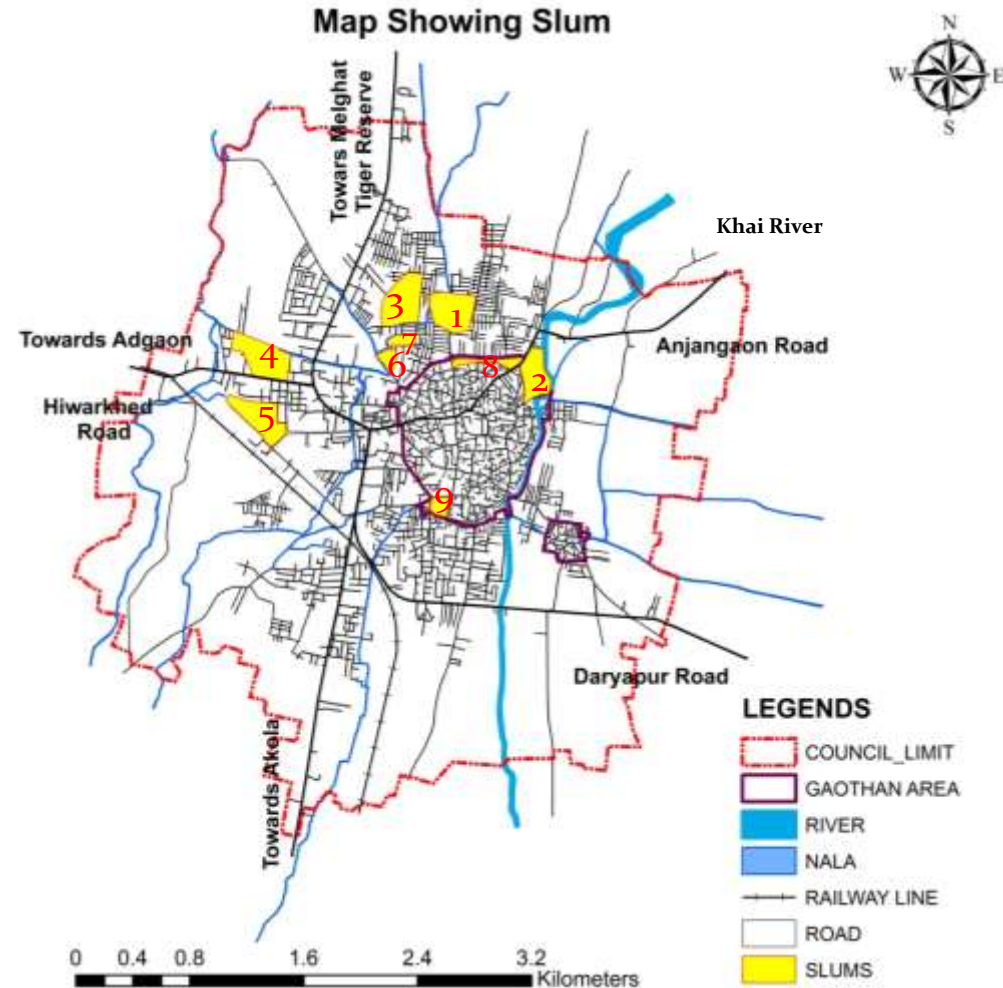 Map Showing Slum
N
W
E
S
Towars Melghat
Tiger Reserve
Khai River
3
1
Towards Adgaon
7
Anjangaon Road
4
6
8
2
Hiwarkhed
Road
5
9
Daryapur Road
Towards Akola
LEGENDS
COUNCIL_LIMIT
GAOTHAN AREA
RIVER
NALA
RAILWAY LINE
ROAD
SLUMS
0 0.4 0.8 1.6 2.4 3.2
Kilometers